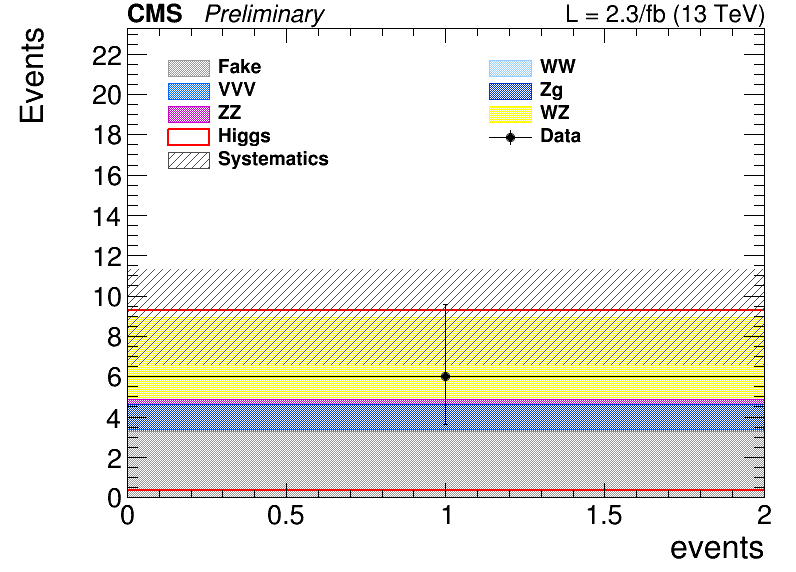 CMS Preliminary L = 2.3/fb (13 TeV)
Events
22
20
18
16
14
12
10
8
6
4
2
0
Fake WW
VVV Zg
ZZ WZ
Higgs Data
Systematics
0 0.5 1 1.5 2
events